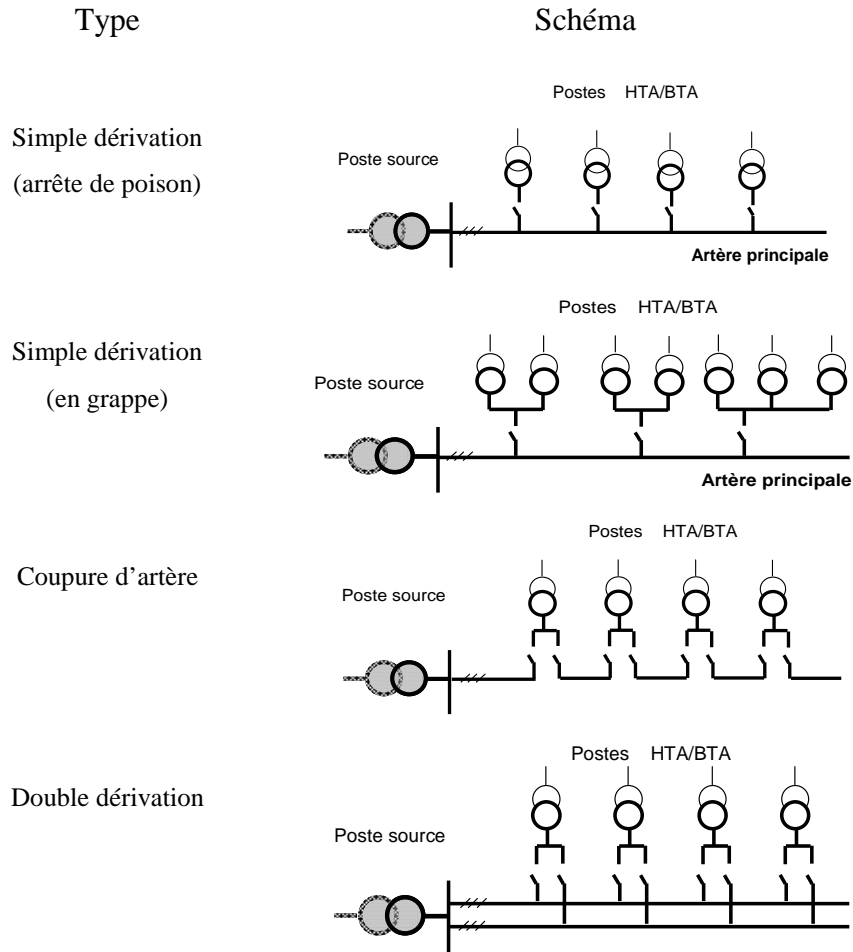 Type
Schéma
Postes HTA/BTA
Simple dérivation
(arrête de poison)
Poste source
Artère principale
Postes HTA/BTA
Simple dérivation
(en grappe)
Poste source
Artère principale
Postes HTA/BTA
Coupure d’artère
Poste source
Postes HTA/BTA
Double dérivation
Poste source